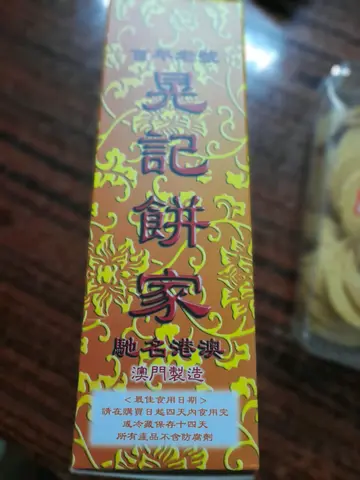 百年老號
晃記餅家
馳名港澳
澳門製造
<最佳食用日期>
請在購買日起四天內食用完
或冷藏保存十四天
所有產品不含防腐劑